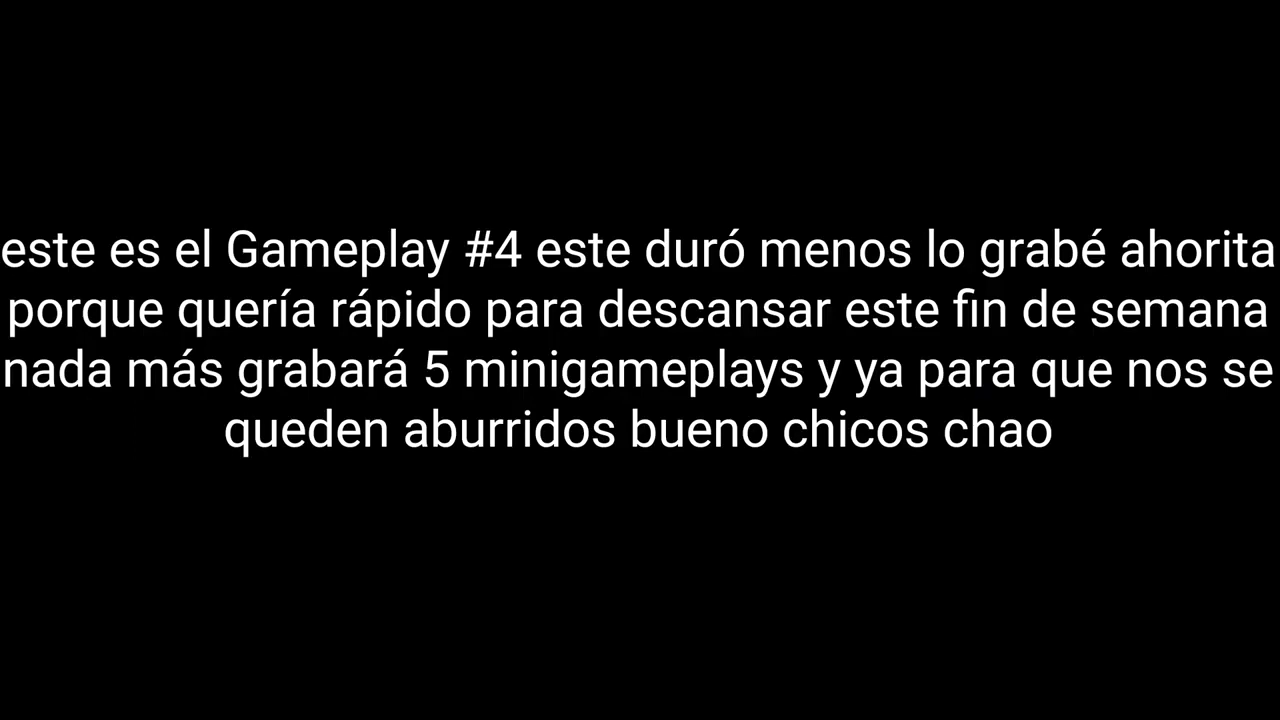 este es el Gameplay #4 este duró menos lo grabé ahorita
porque quería rápido para descansar este fin de semana
nada más grabará 5 minigameplays y ya para que nos se
queden aburridos bueno chicos chao